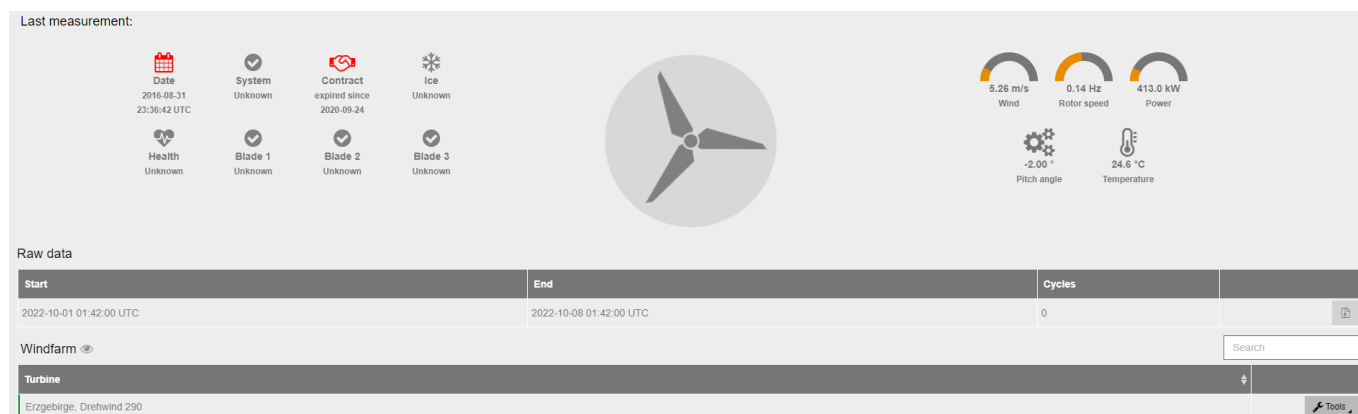 Last measurement:
Date
2016-08-31
23:36:42 UTC
System
Unknown
Contract
expired since
2020-09-24
Ice
Unknown
Health
Unknown
Blade 1
Unknown
Blade 2
Unknown
Blade 3
Unknown
5.26 m/s
Wind
0.14 Hz
Rotor speed
413.0 kW
Power
-2.00 °
Pitch angle
24.6 °C
Temperature
Raw data
Start End Cycles
2022-10-01 01:42:00 UTC 2022-10-08 01:42:00 UTC 0
Windfarm
Search
Turbine
Erzgebirge, Drehwind 290 Tools